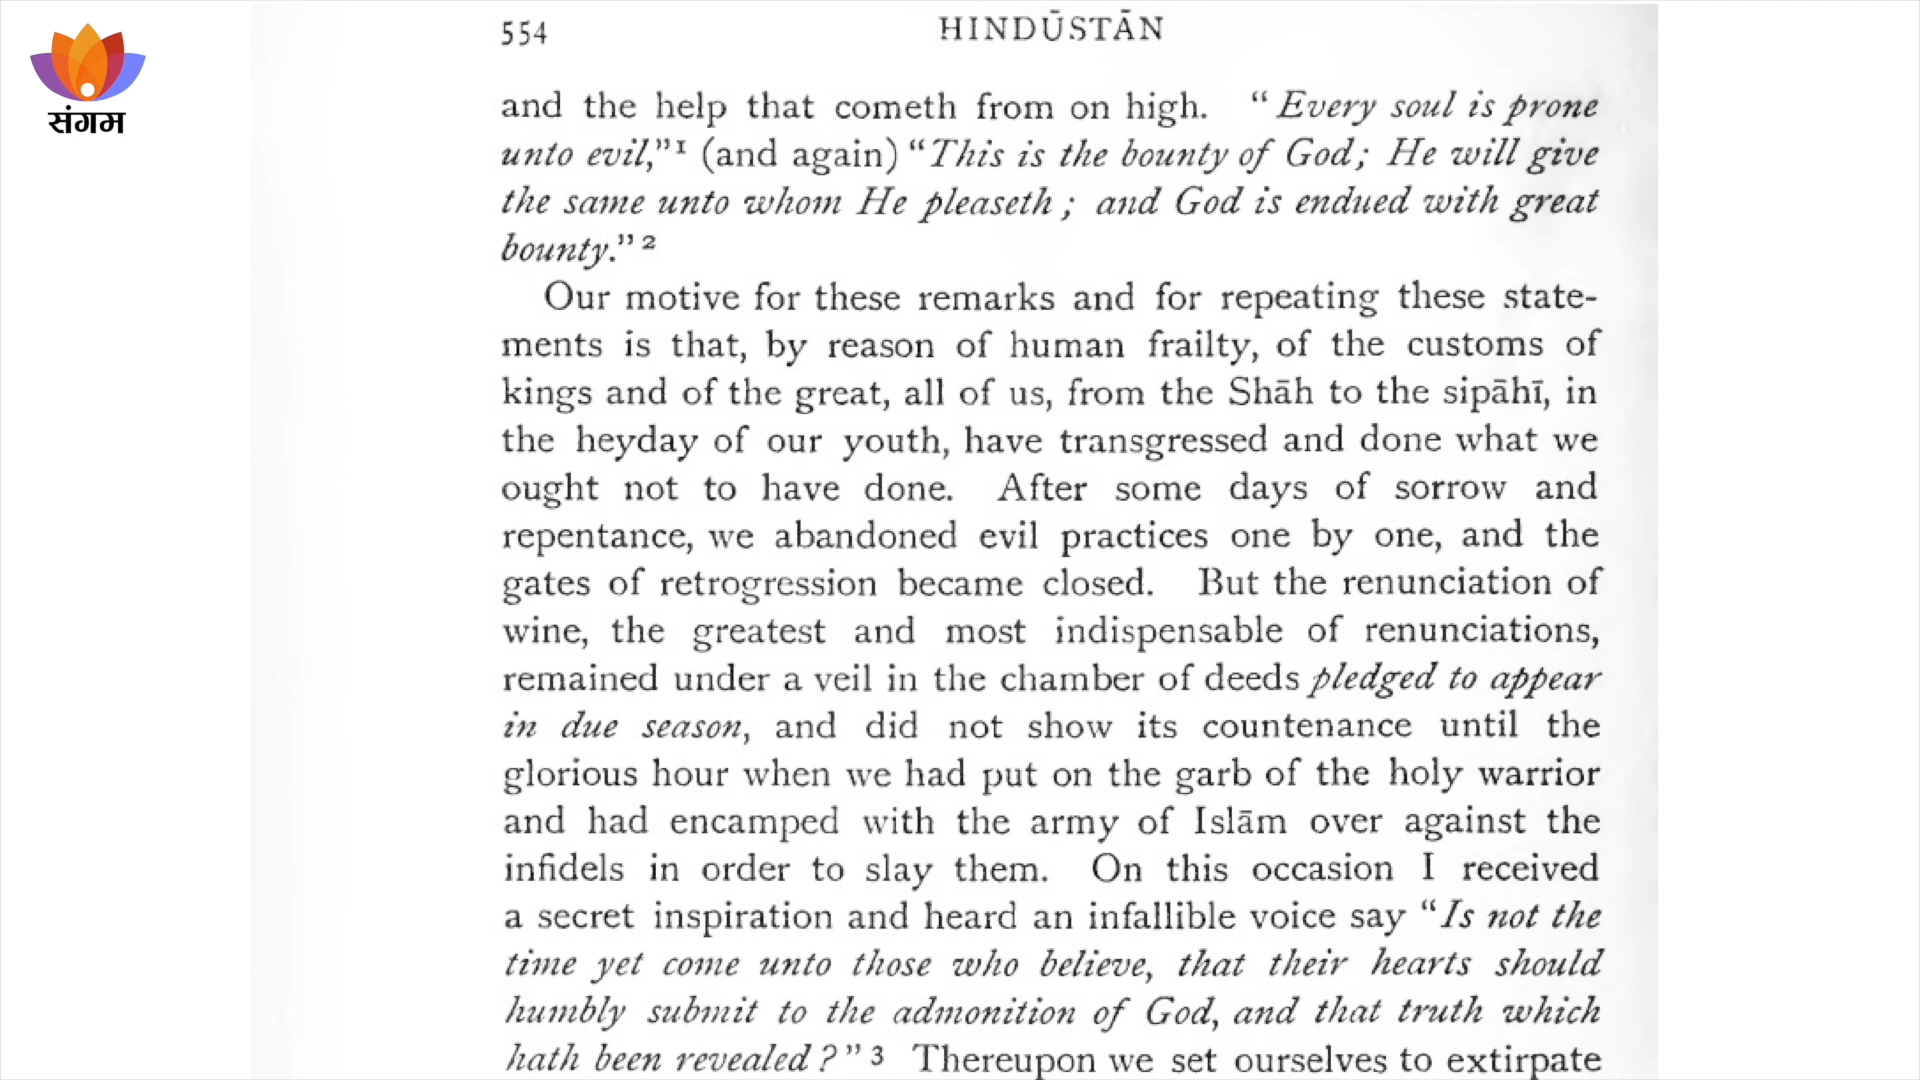 संगम
554 HINDŪSTĀN
and the help that cometh from on high. “Every soul is prone
unto evil,”¹ (and again) “This is the bounty of God; He will give
the same unto whom He pleaseth; and God is endued with great
bounty.”²
Our motive for these remarks and for repeating these state-
ments is that, by reason of human frailty, of the customs of
kings and of the great, all of us, from the Shāh to the sipāhī, in
the heyday of our youth, have transgressed and done what we
ought not to have done. After some days of sorrow and
repentance, we abandoned evil practices one by one, and the
gates of retrogression became closed. But the renunciation of
wine, the greatest and most indispensable of renunciations,
remained under a veil in the chamber of deeds pledged to appear
in due season, and did not show its countenance until the
glorious hour when we had put on the garb of the holy warrior
and had encamped with the army of Islām over against the
infidels in order to slay them. On this occasion I received
a secret inspiration and heard an infallible voice say “Is not the
time yet come unto those who believe, that their hearts should
humbly submit to the admonition of God, and that truth which
hath been revealed?”³ Thereupon we set ourselves to extirpate